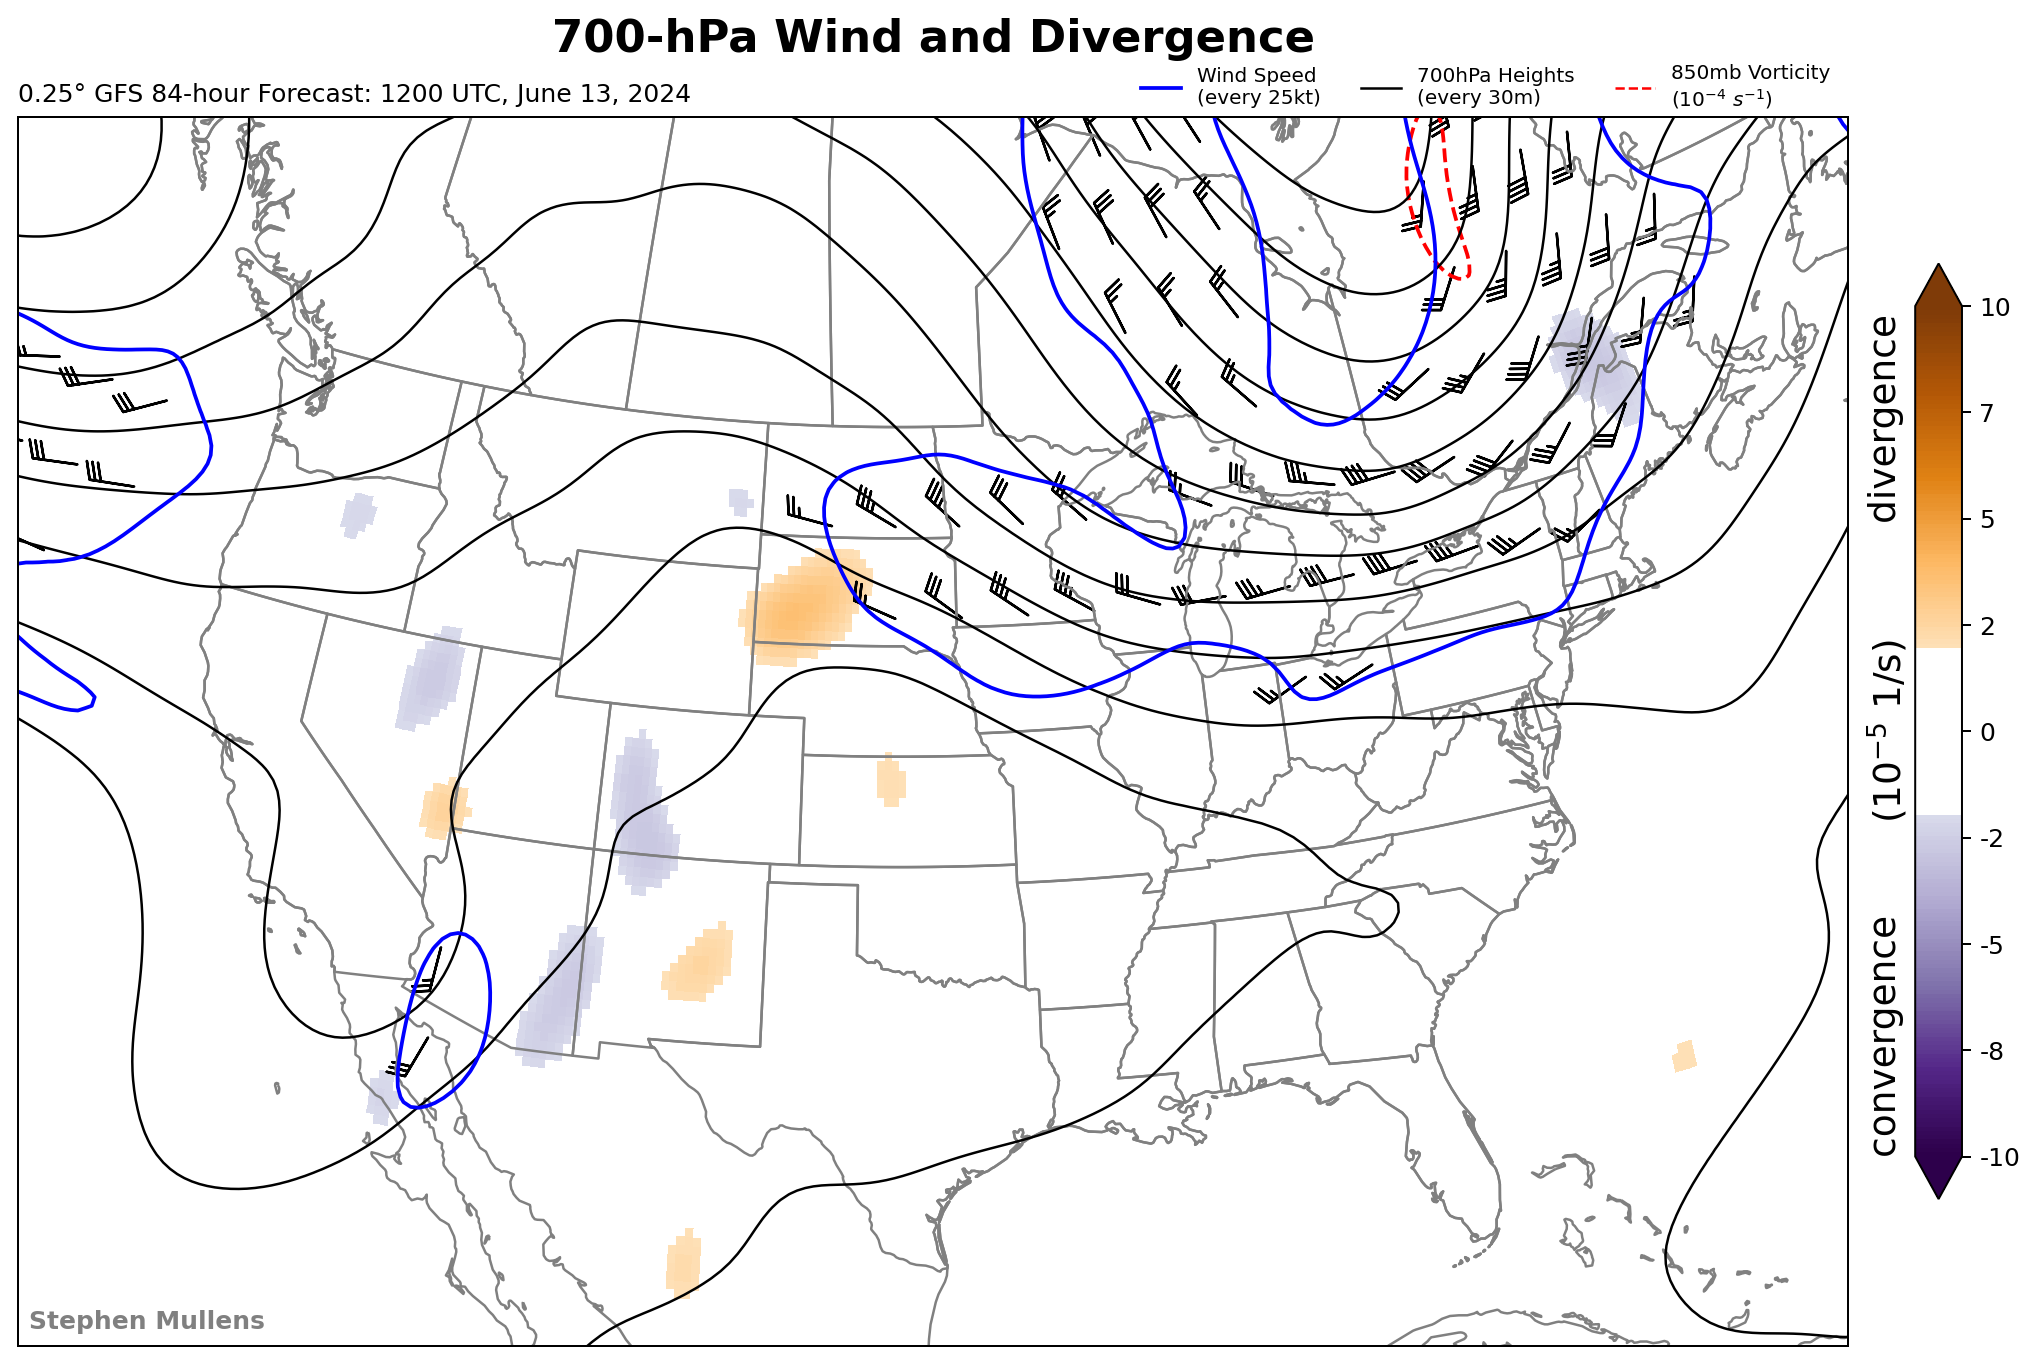 700-hPa Wind and Divergence
0.25° GFS 84-hour Forecast: 1200 UTC, June 13, 2024
Wind Speed
(every 25kt)
700hPa Heights
(every 30m)
850mb Vorticity
(10⁻⁴ s⁻¹)
10
7
5
2
0
-2
-5
-8
-10
convergence (10⁻⁵ 1/s) divergence
Stephen Mullens